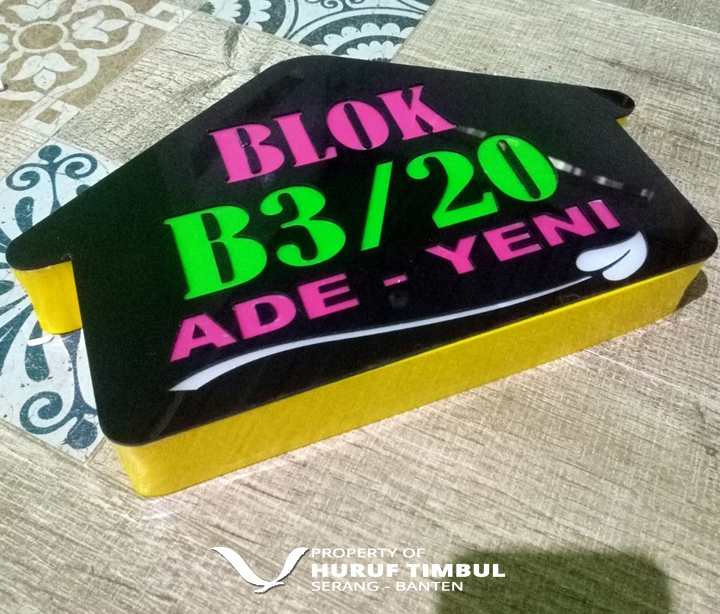 BLOK
B3/20
ADE - YENI
PROPERTY OF
HURUF TIMBUL
SERANG - BANTEN